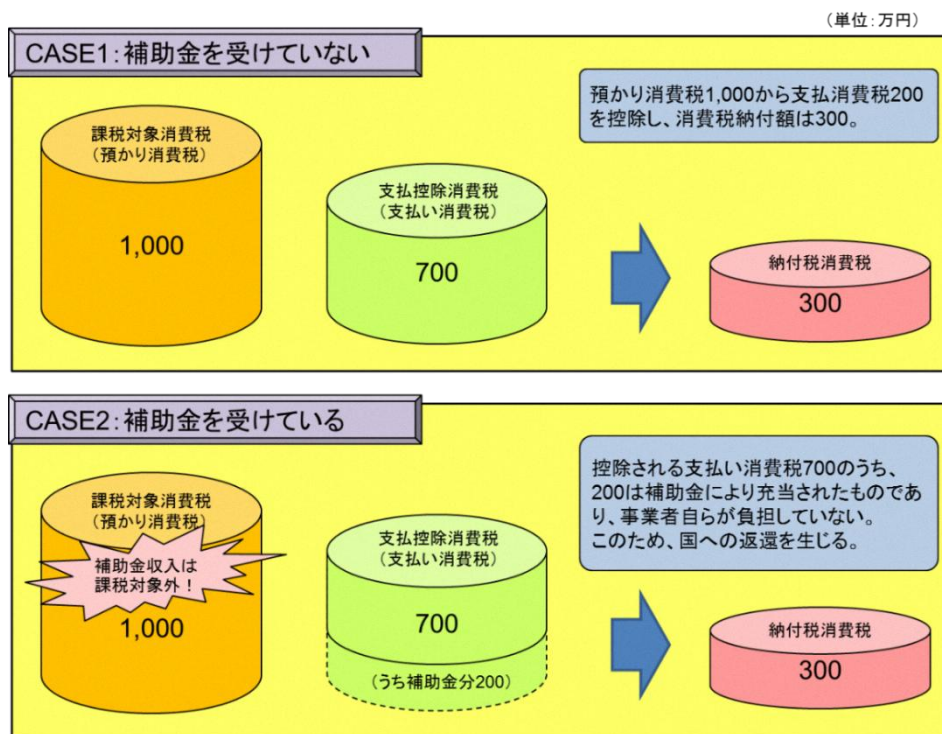 （単位：万円）
CASE1：補助金を受けていない
預かり消費税1,000から支払消費税200
を控除し、消費税納付額は300。
課税対象消費税
（預かり消費税）
1,000
支払控除消費税
（支払い消費税）
700
納付税消費税
300
CASE2：補助金を受けている
控除される支払い消費税700のうち、
200は補助金により充当されたものであ
り、事業者自らが負担していない。
このため、国への返還を生じる。
課税対象消費税
（預かり消費税）
補助金収入は
課税対象外！
1,000
支払控除消費税
（支払い消費税）
700
（うち補助金分200）
納付税消費税
300